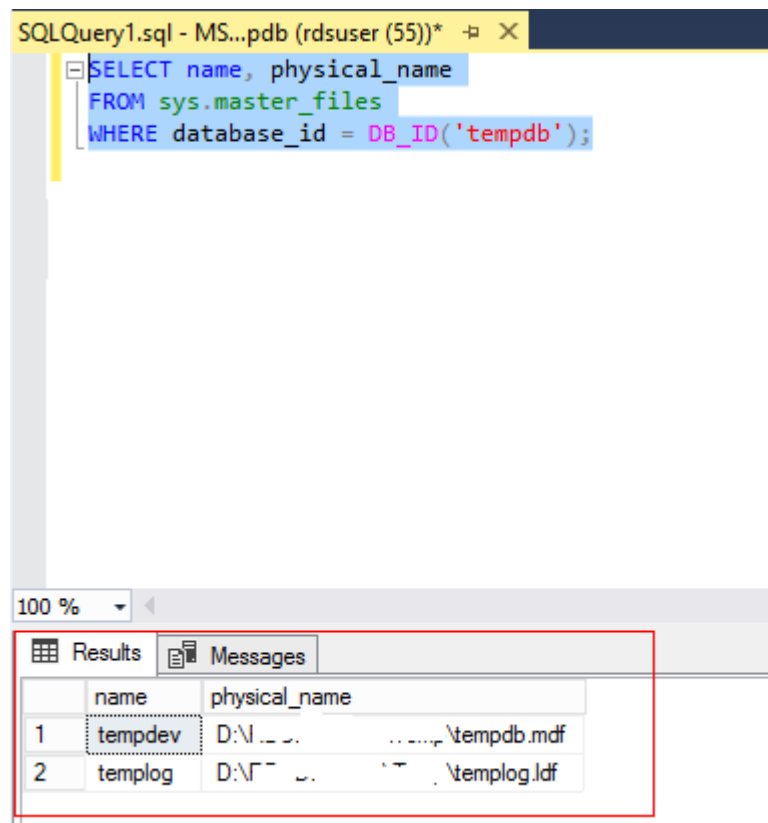 SQLQuery1.sql - MS...pdb (rdsuser (55))*
SELECT name, physical_name
FROM sys.master_files
WHERE database_id = DB_ID('tempdb');
100 %
Results Messages
name physical_name
1 tempdev D:\ \tempdb.mdf
2 templog D:\ \templog.ldf